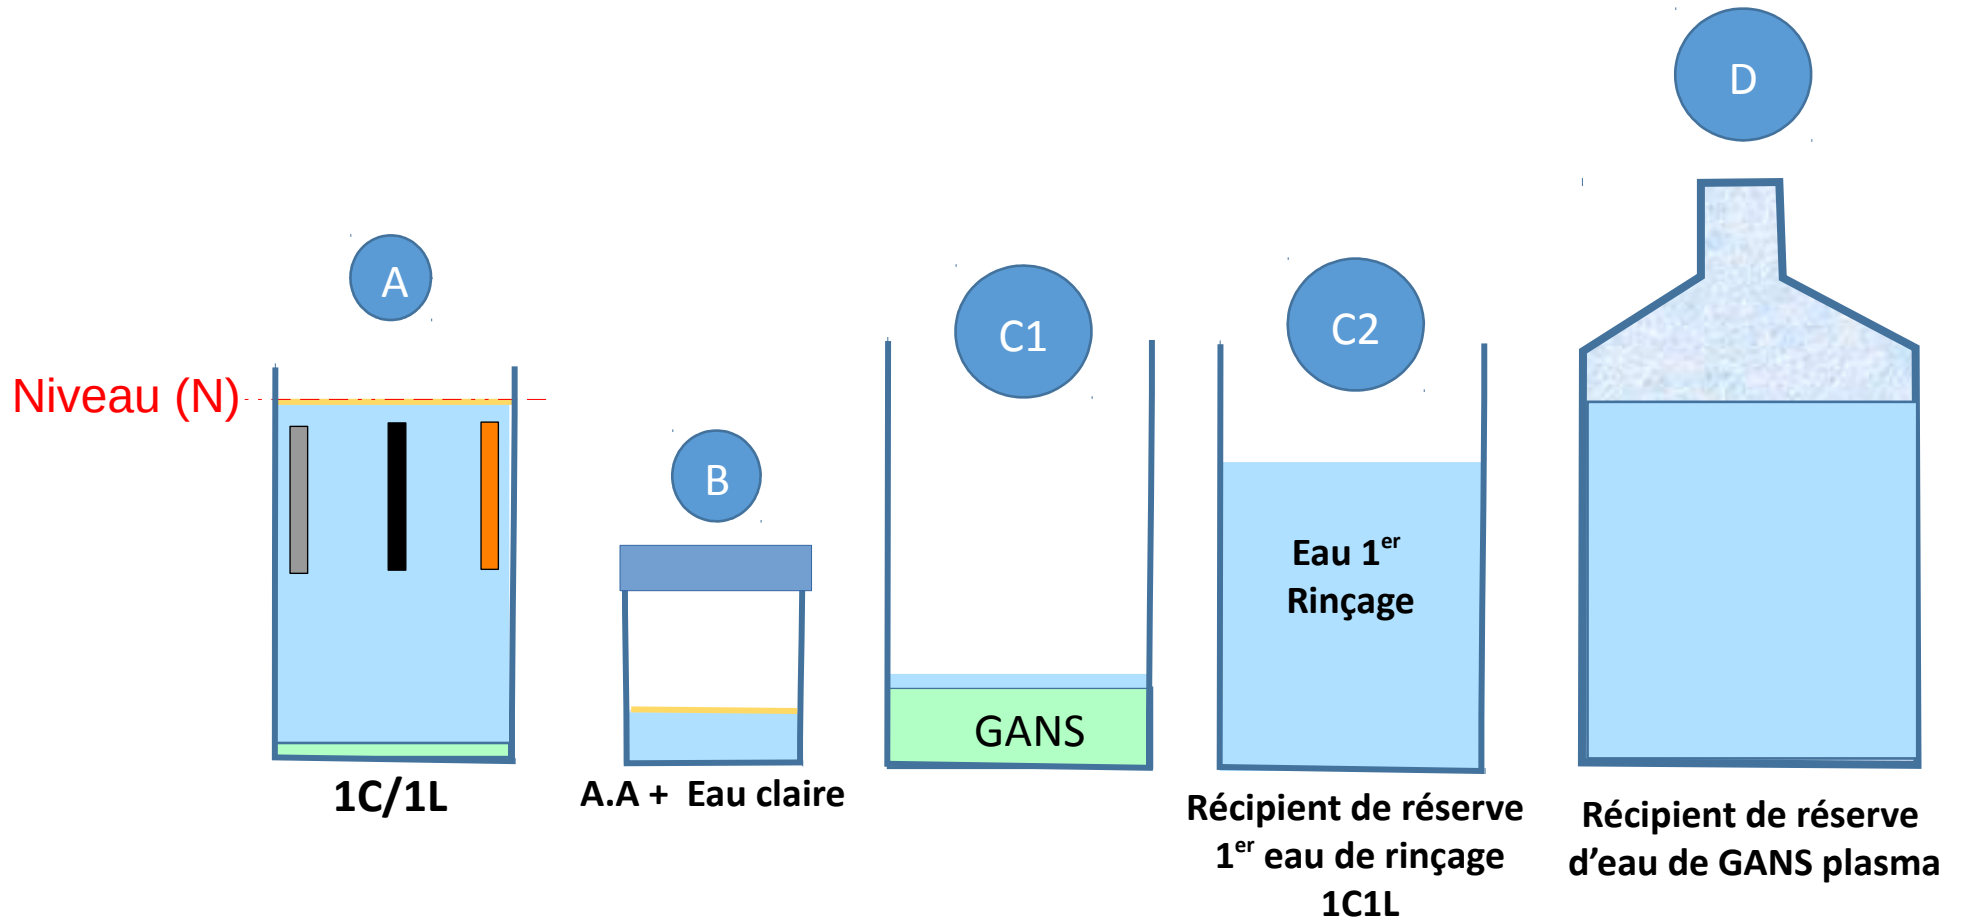 D
A
C1
C2
Niveau (N)
B
Eau 1er
Rinçage
GANS
1C/1L
A.A + Eau claire
Récipient de réserve
1er eau de rinçage
1C1L
Récipient de réserve
d’eau de GANS plasma